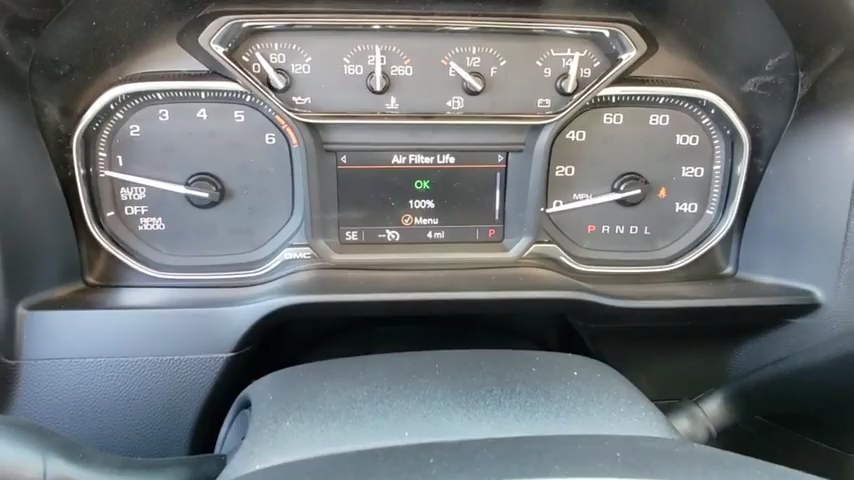 0 60 120
160 210 260
E 1/2 F
9 14 19
1 2 3 4 5 6
AUTO
STOP
OFF
RPM
x1000
GMC
Air Filter Life
OK
100%
Menu
SE -- 4 mi P
0 20 40 60 80 100 120 140
MPH
PRNDL